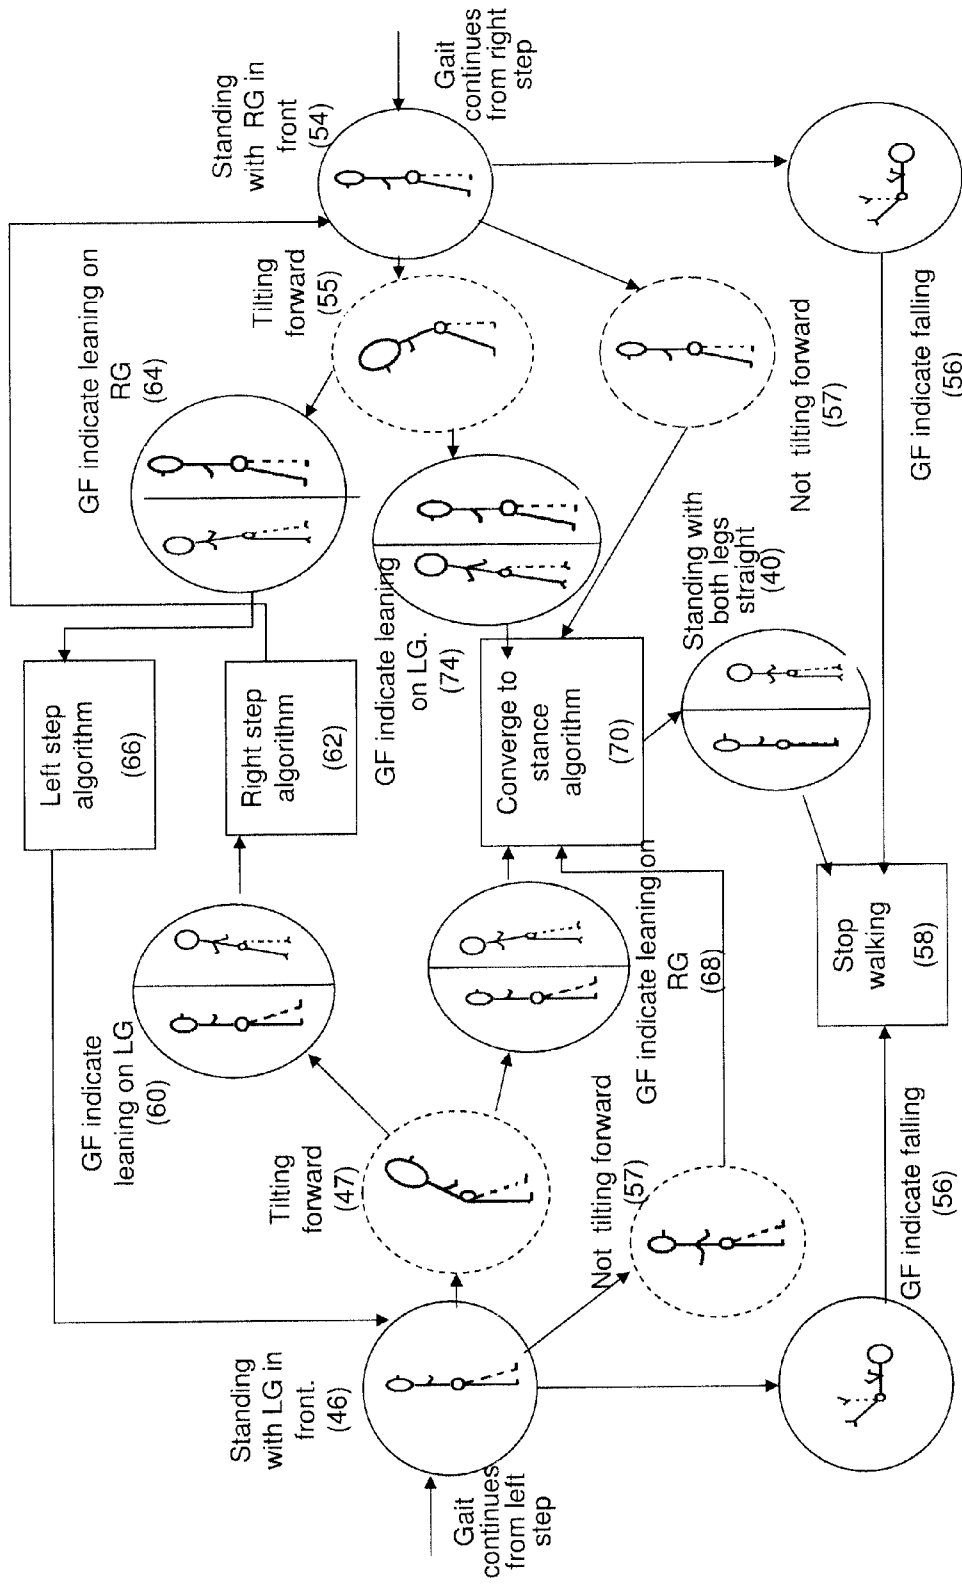 Gait
continues
from left
step
Standing
with LG in
front.
(46)
GF indicate
leaning on LG
(60)
Tilting
forward
(47)
Not tilting forward
(57)
GF indicate falling
(56)
Left step
algorithm
(66)
Right step
algorithm
(62)
GF indicate leaning on
RG
(68)
Stop
walking
(58)
GF indicate leaning
on LG.
(74)
Converge to
stance
algorithm
(70)
Standing with
both legs
straight
(40)
GF indicate leaning on
RG
(64)
Tilting
forward
(55)
Not tilting forward
(57)
GF indicate falling
(56)
Standing
with RG in
front
(54)
Gait
continues
from right
step